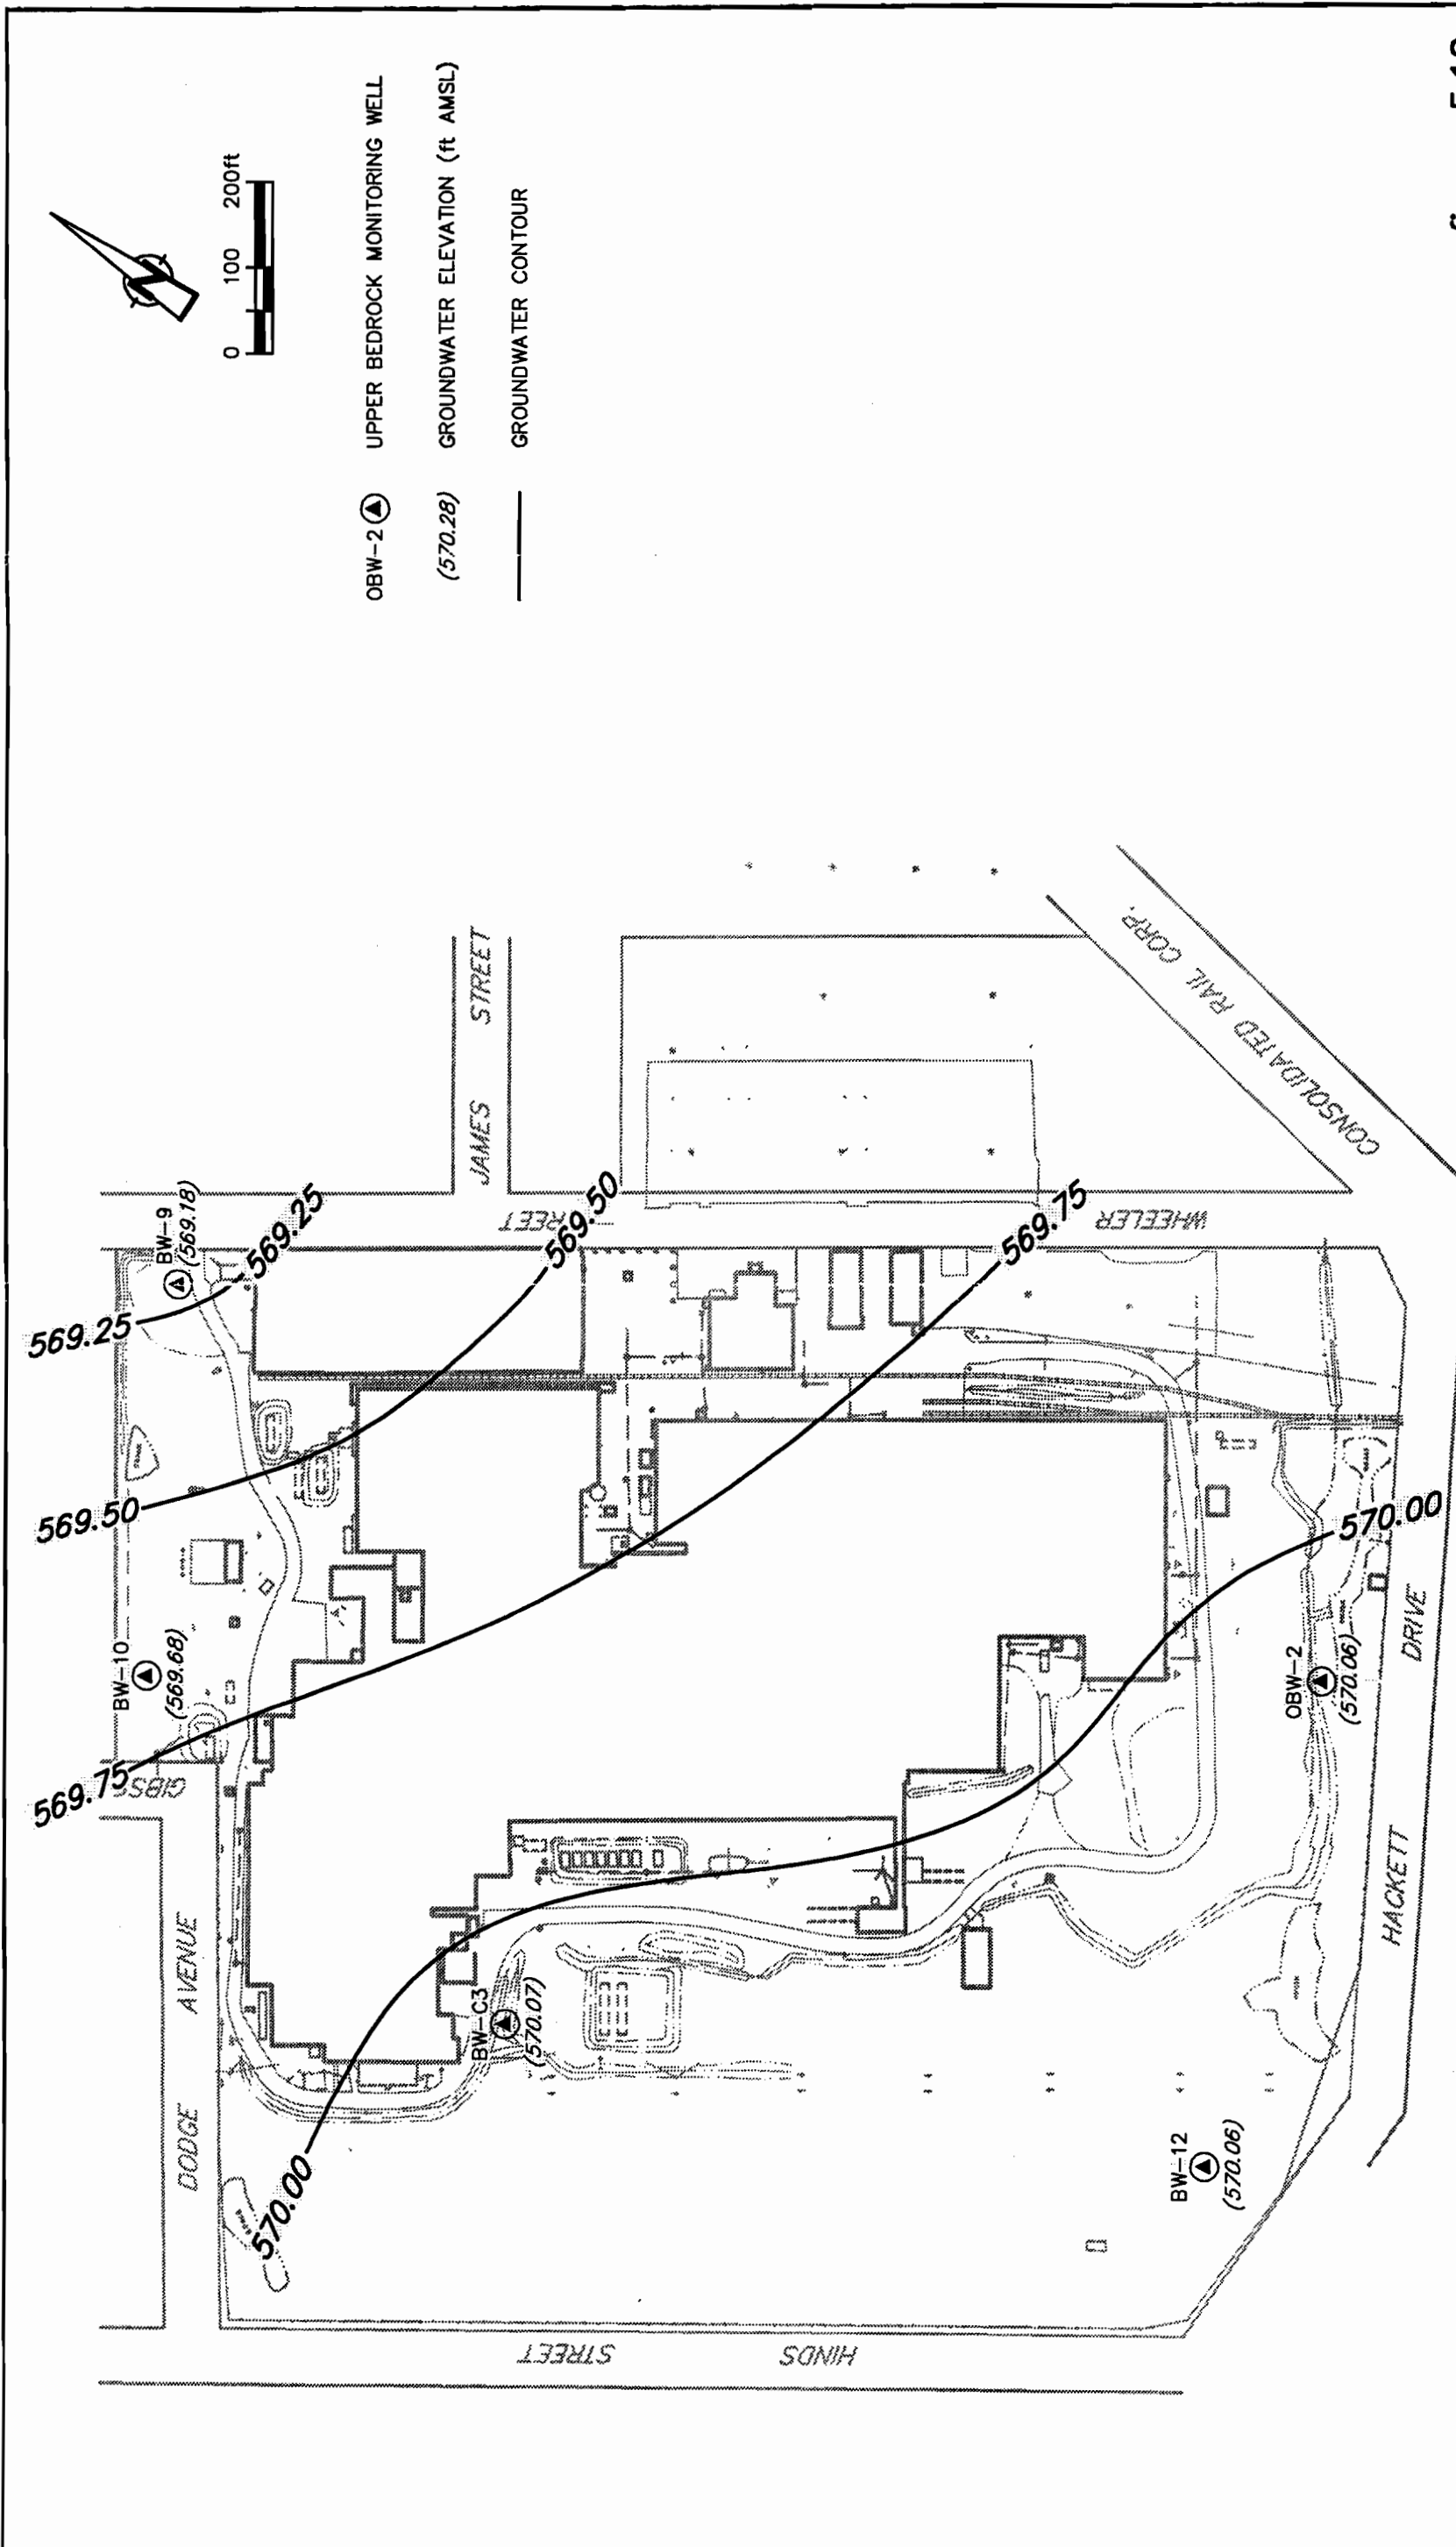 N
0 100 200ft
OBW-2 UPPER BEDROCK MONITORING WELL
(570.28) GROUNDWATER ELEVATION (ft AMSL)
GROUNDWATER CONTOUR
JAMES STREET
CONSOLIDATED RAIL CORP.
WHEELER
BW-9
(569.18)
569.25
569.25
569.50
569.50
569.75
569.75
570.00
570.00
BW-10
(569.68)
OBW-2
(570.06)
BW-C3
(570.07)
BW-12
(570.06)
DODGE AVENUE
HACKETT DRIVE
HINDS STREET